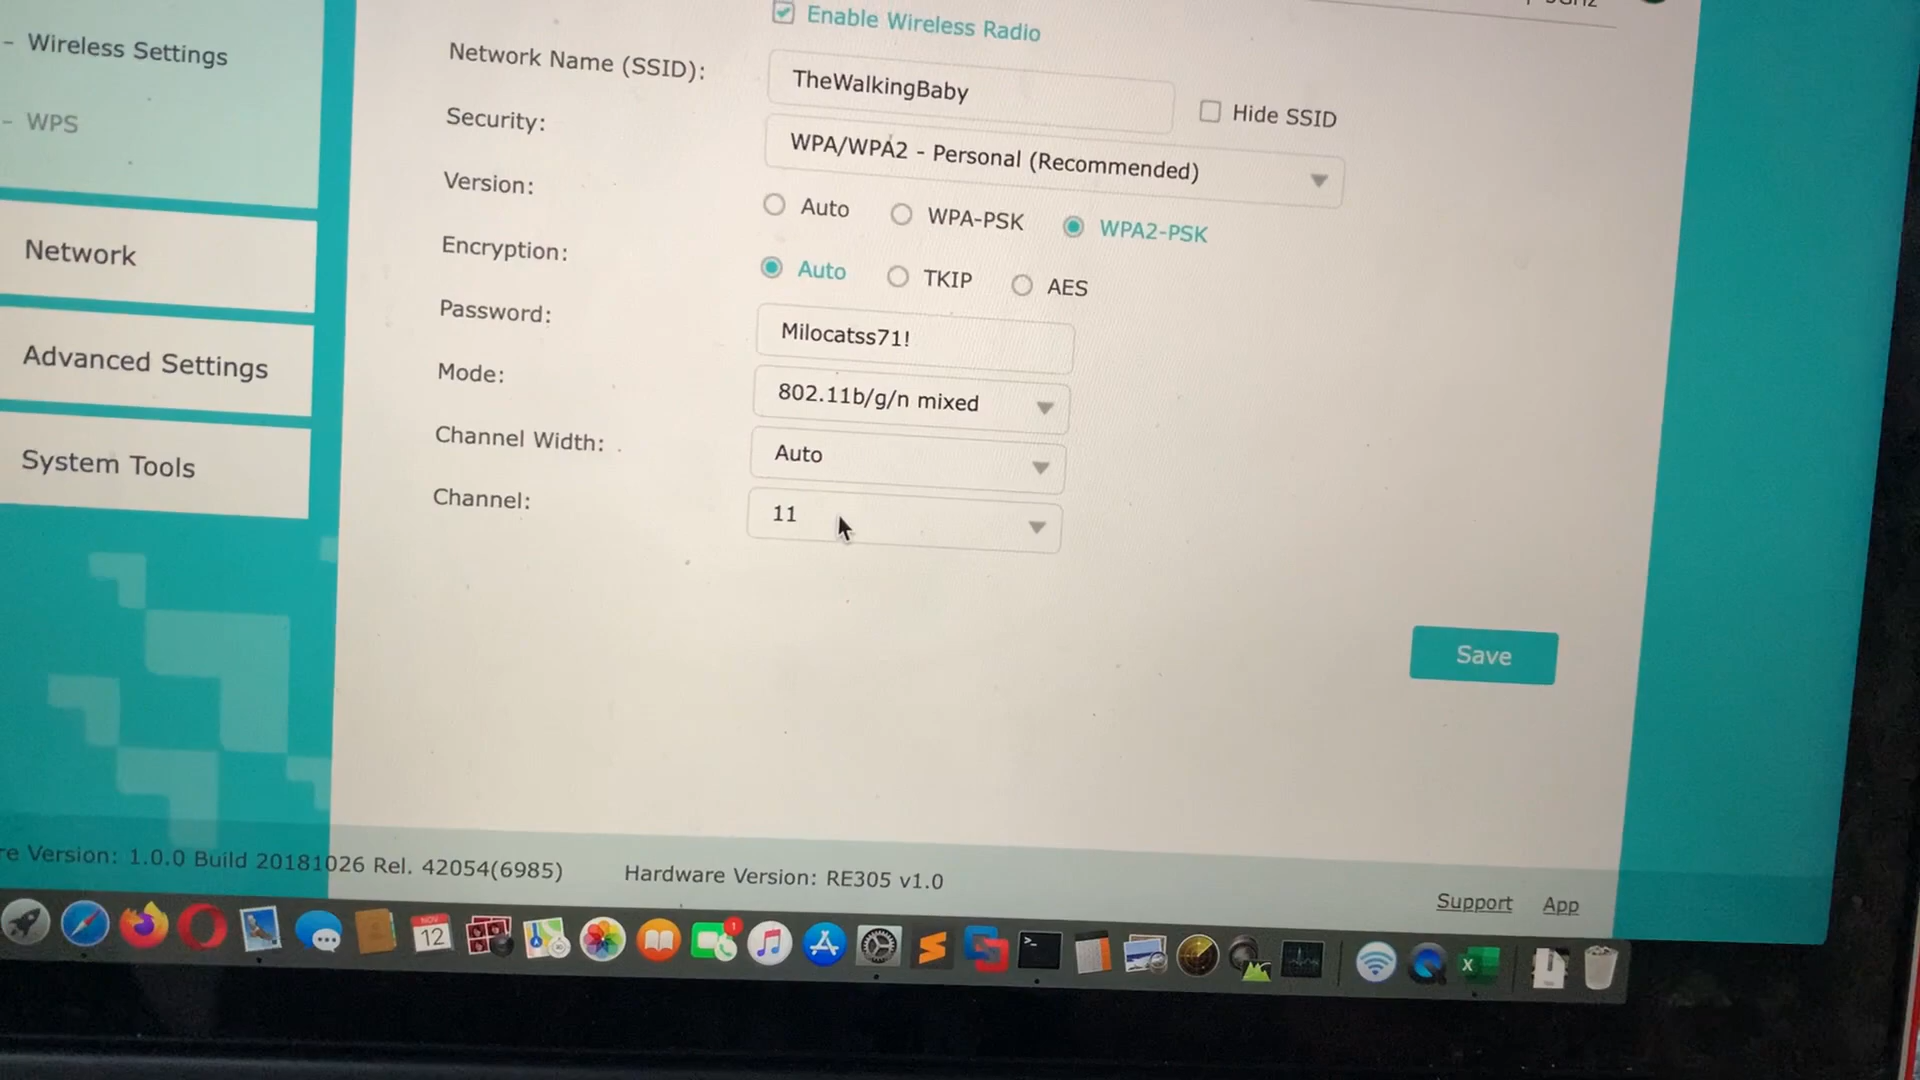 Enable Wireless Radio
- Wireless Settings
Network Name (SSID):
TheWalkingBaby
Hide SSID
- WPS
Security:
WPA/WPA2 - Personal (Recommended)
Version:
Auto
WPA-PSK
WPA2-PSK
Network
Encryption:
Auto
TKIP
AES
Password:
Milocatss71!
Advanced Settings
Mode:
802.11b/g/n mixed
Channel Width:
Auto
System Tools
Channel:
11
Save
re Version: 1.0.0 Build 20181026 Rel. 42054(6985)
Hardware Version: RE305 v1.0
Support
App
NOV
12
1
X